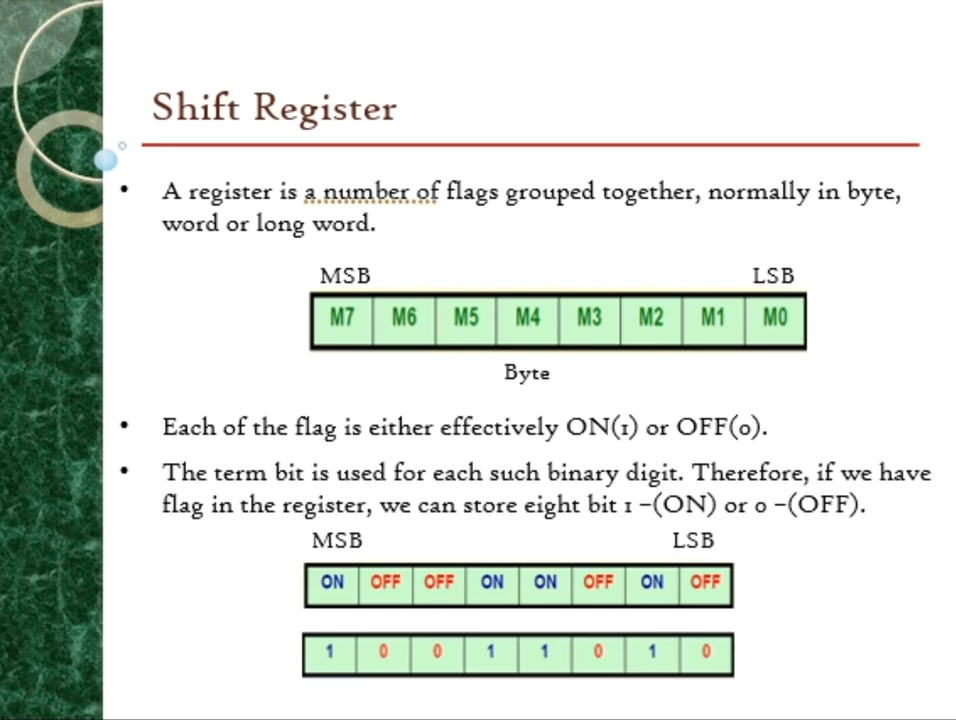 Shift Register
• A register is a number of flags grouped together, normally in byte,
word or long word.
MSB LSB
M7 M6 M5 M4 M3 M2 M1 M0
Byte
• Each of the flag is either effectively ON(1) or OFF(0).
• The term bit is used for each such binary digit. Therefore, if we have
flag in the register, we can store eight bit 1 –(ON) or 0 –(OFF).
MSB LSB
ON OFF OFF ON ON OFF ON OFF
1 0 0 1 1 0 1 0